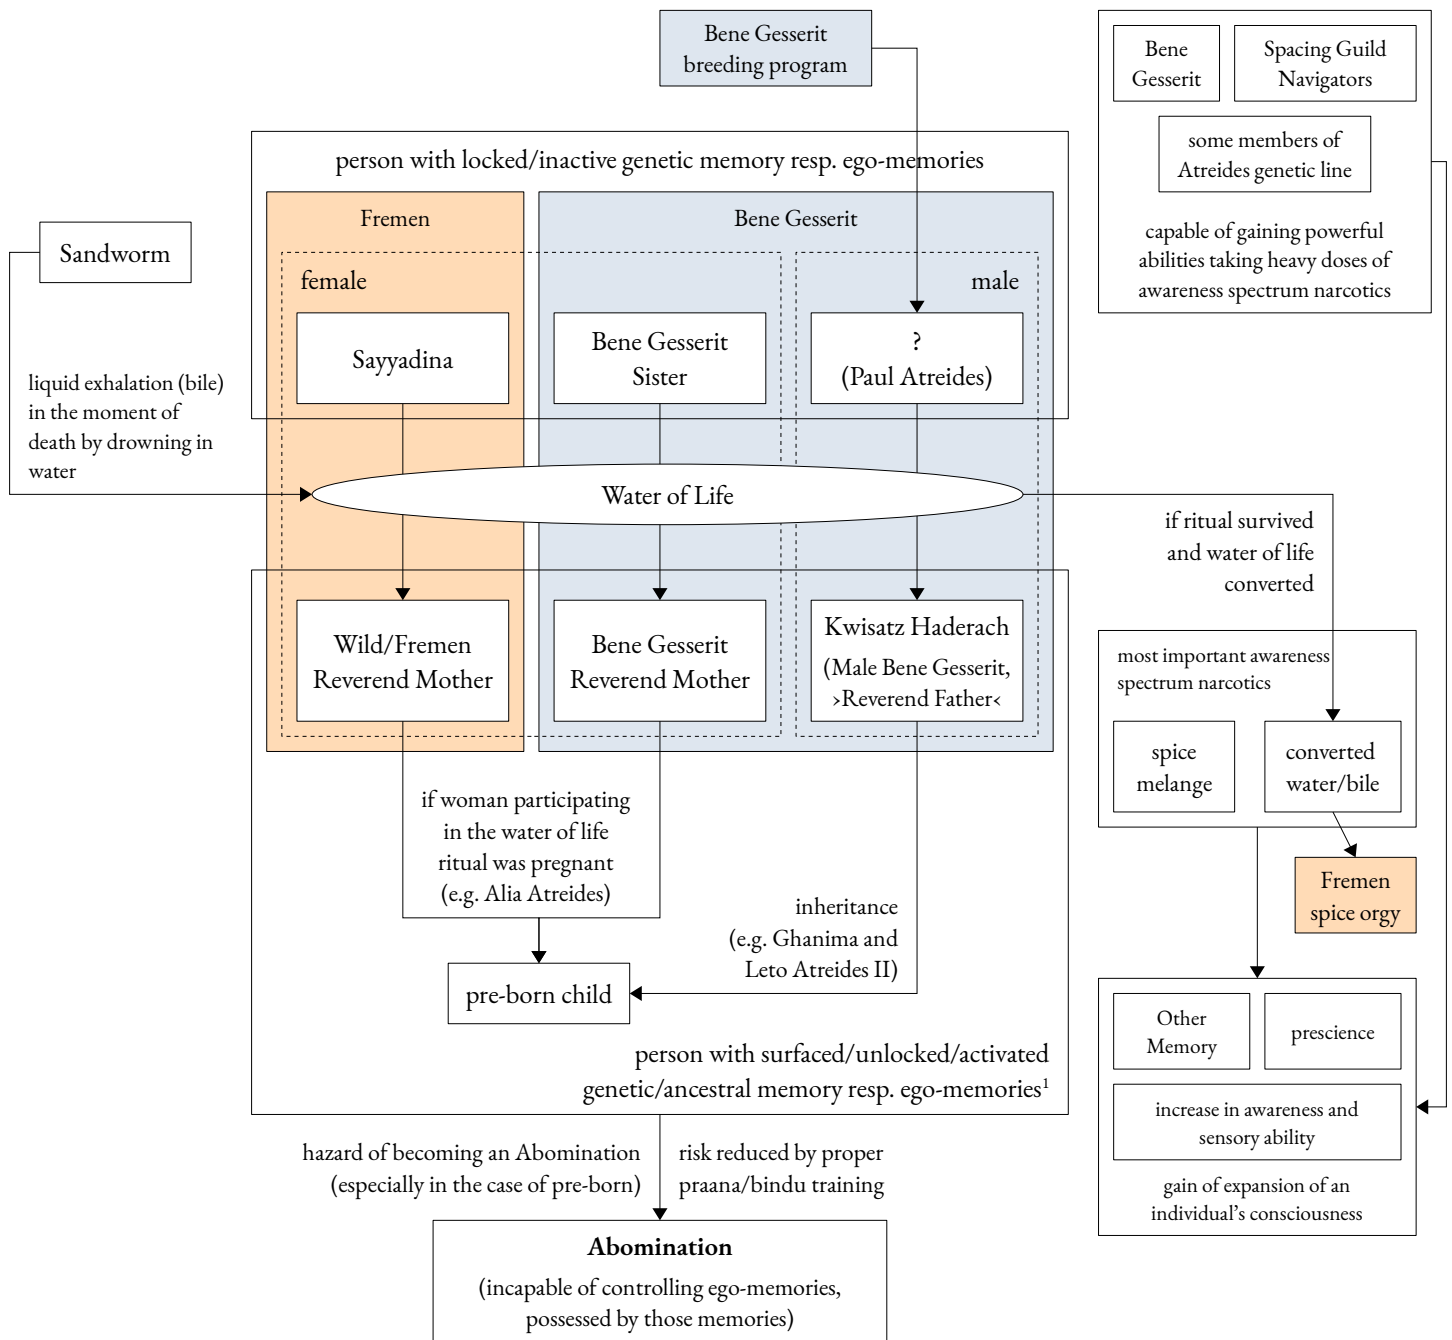 Bene Gesserit
breeding program
Bene
Gesserit
Spacing Guild
Navigators
some members of
Atreides genetic line
capable of gaining powerful
abilities taking heavy doses of
awareness spectrum narcotics
person with locked/inactive genetic memory resp. ego-memories
Fremen
Bene Gesserit
Sandworm
female
male
Sayyadina
Bene Gesserit
Sister
?
(Paul Atreides)
liquid exhalation (bile)
in the moment of
death by drowning in
water
Water of Life
if ritual survived
and water of life
converted
Wild/Fremen
Reverend Mother
Bene Gesserit
Reverend Mother
Kwisatz Haderach
(Male Bene Gesserit,
›Reverend Father‹
most important awareness
spectrum narcotics
spice
melange
converted
water/bile
Fremen
spice orgy
if woman participating
in the water of life
ritual was pregnant
(e.g. Alia Atreides)
inheritance
(e.g. Ghanima and
Leto Atreides II)
pre-born child
person with surfaced/unlocked/activated
genetic/ancestral memory resp. ego-memories¹
Other
Memory
prescience
increase in awareness and
sensory ability
gain of expansion of an
individual’s consciousness
hazard of becoming an Abomination
(especially in the case of pre-born)
risk reduced by proper
praana/bindu training
Abomination
(incapable of controlling ego-memories,
possessed by those memories)